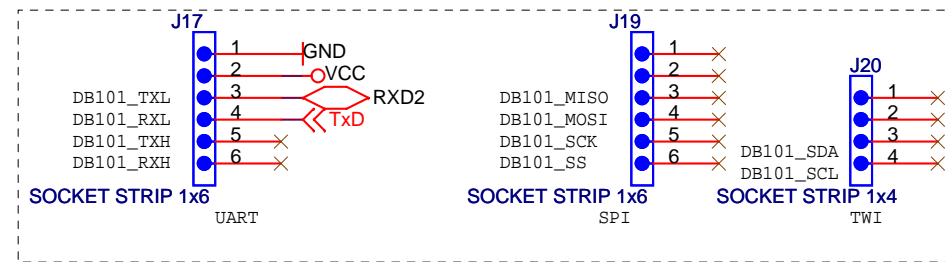 J17
1 GND
2 VCC
DB101_TXL 3 RXD2
DB101_RXL 4 TxD
DB101_TXH 5
DB101_RXH 6
SOCKET STRIP 1x6
UART
J19
1
2
DB101_MISO 3
DB101_MOSI 4
DB101_SCK 5
DB101_SS 6
SOCKET STRIP 1x6
SPI
J20
1
2
DB101_SDA 3
DB101_SCL 4
SOCKET STRIP 1x4
TWI